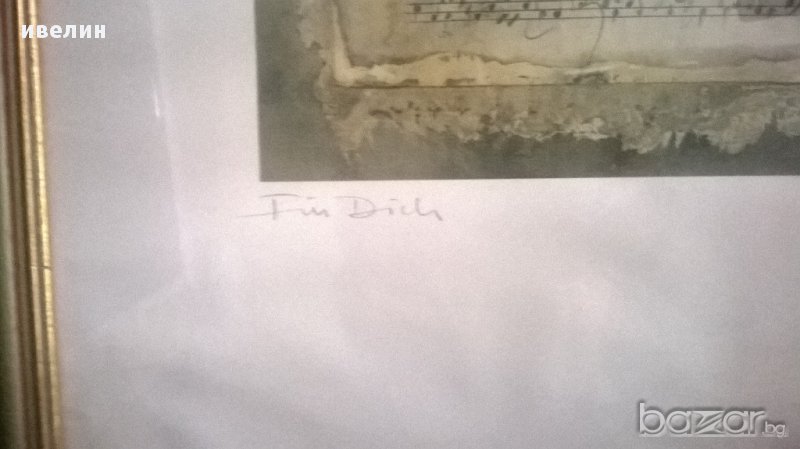 ивелин
Für Dich
bazar.bg